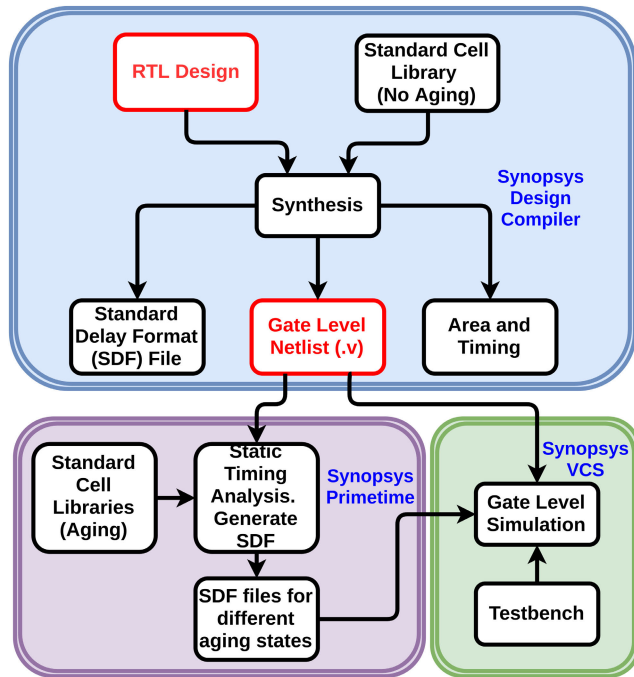 RTL Design
Standard Cell
Library
(No Aging)
Synthesis
Synopsys
Design
Compiler
Standard
Delay Format
(SDF) File
Gate Level
Netlist (.v)
Area and
Timing
Standard
Cell
Libraries
(Aging)
Static
Timing
Analysis.
Generate
SDF
Synopsys
Primetime
SDF files for
different
aging states
Synopsys
VCS
Gate Level
Simulation
Testbench